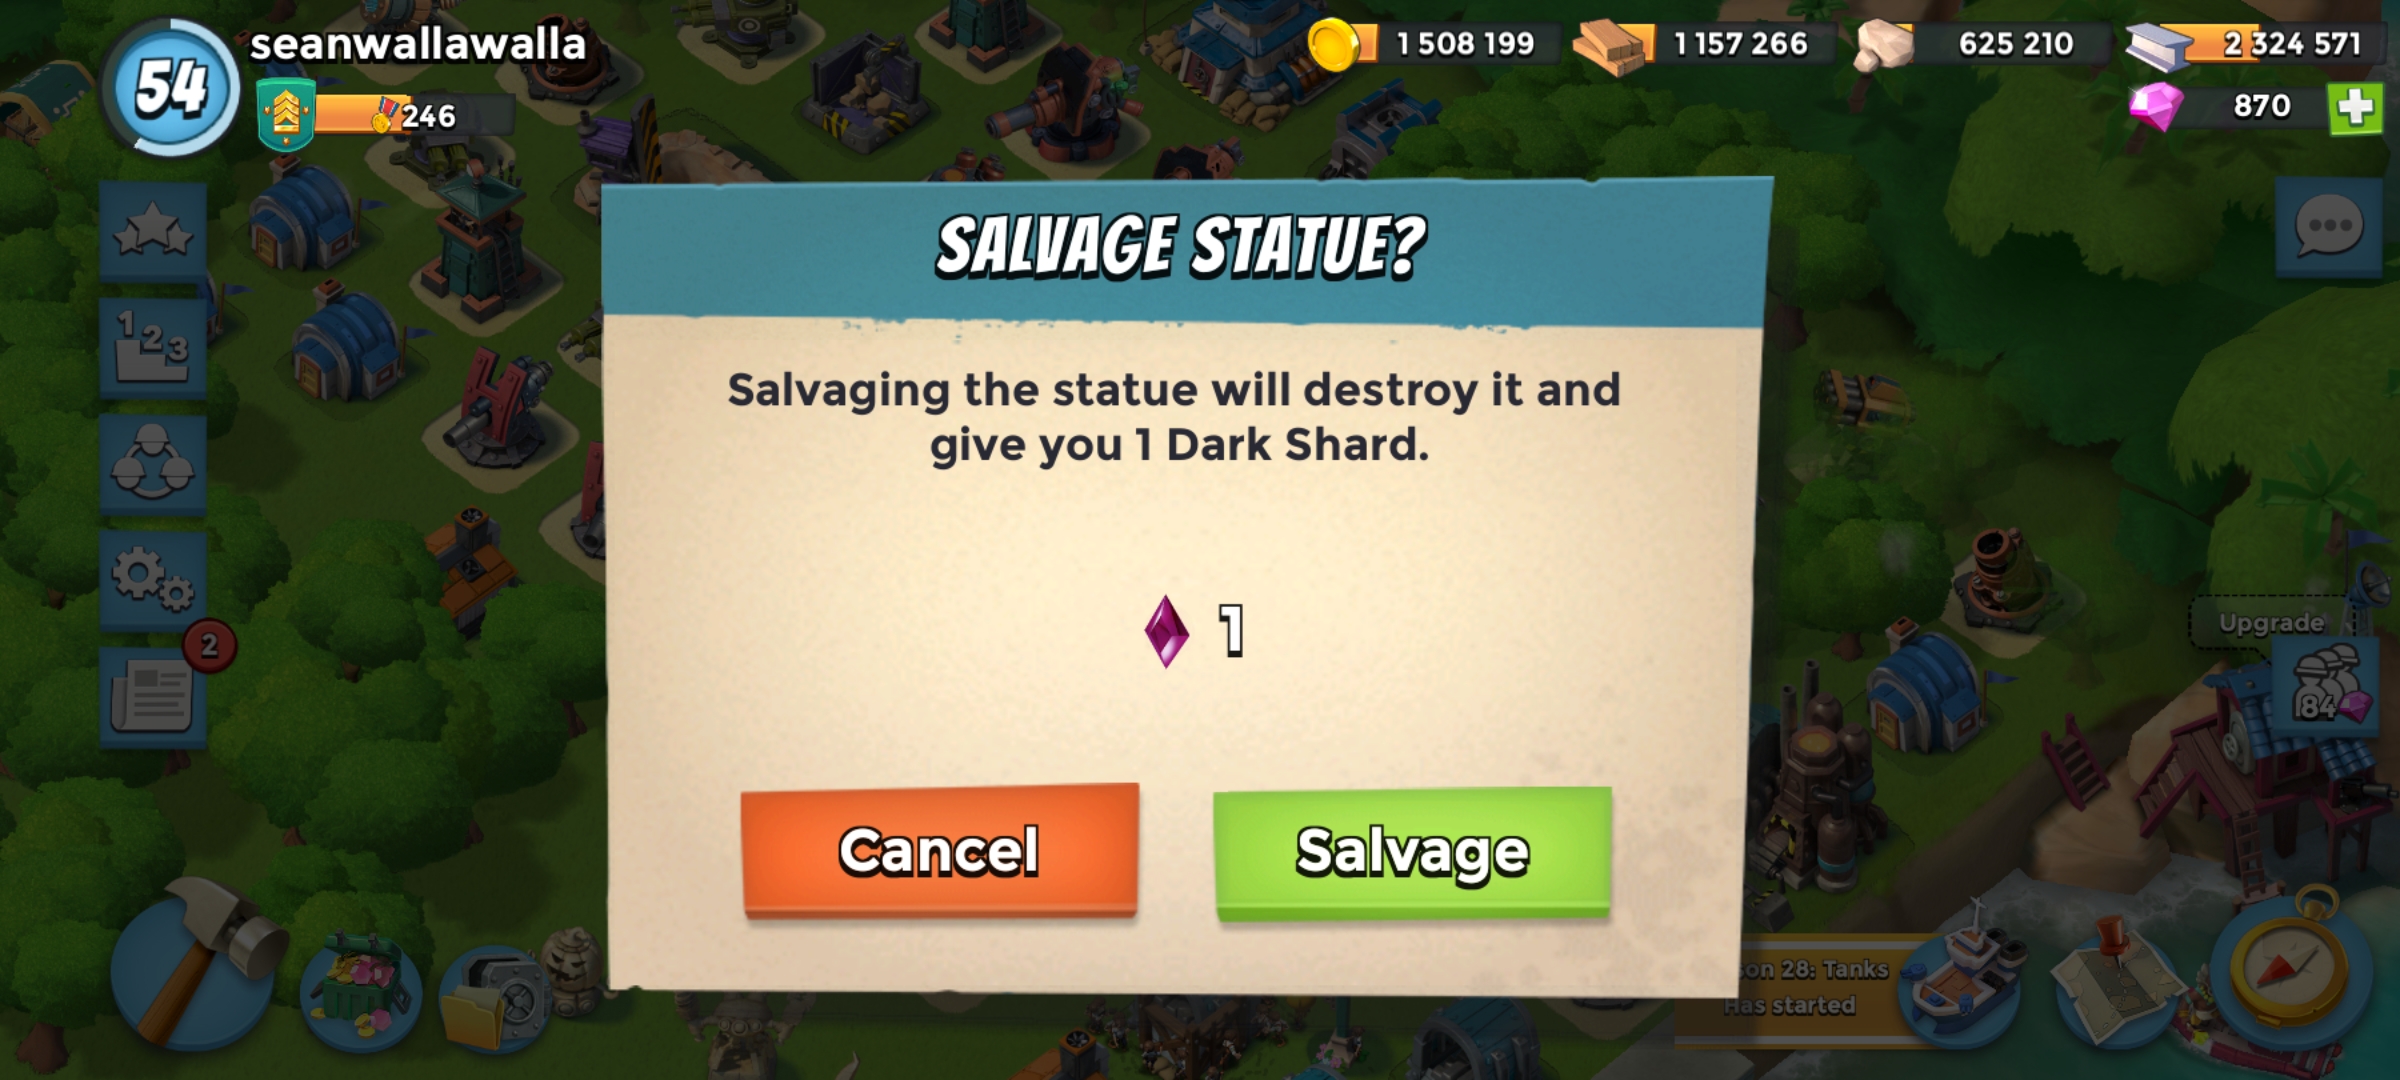 54
seanwallawalla
246
1 508 199
1 157 266
625 210
2 324 571
870
SALVAGE STATUE?
Salvaging the statue will destroy it and
give you 1 Dark Shard.
1
Cancel
Salvage
1 2 3
2
Upgrade
84
on 28: Tanks
Has started